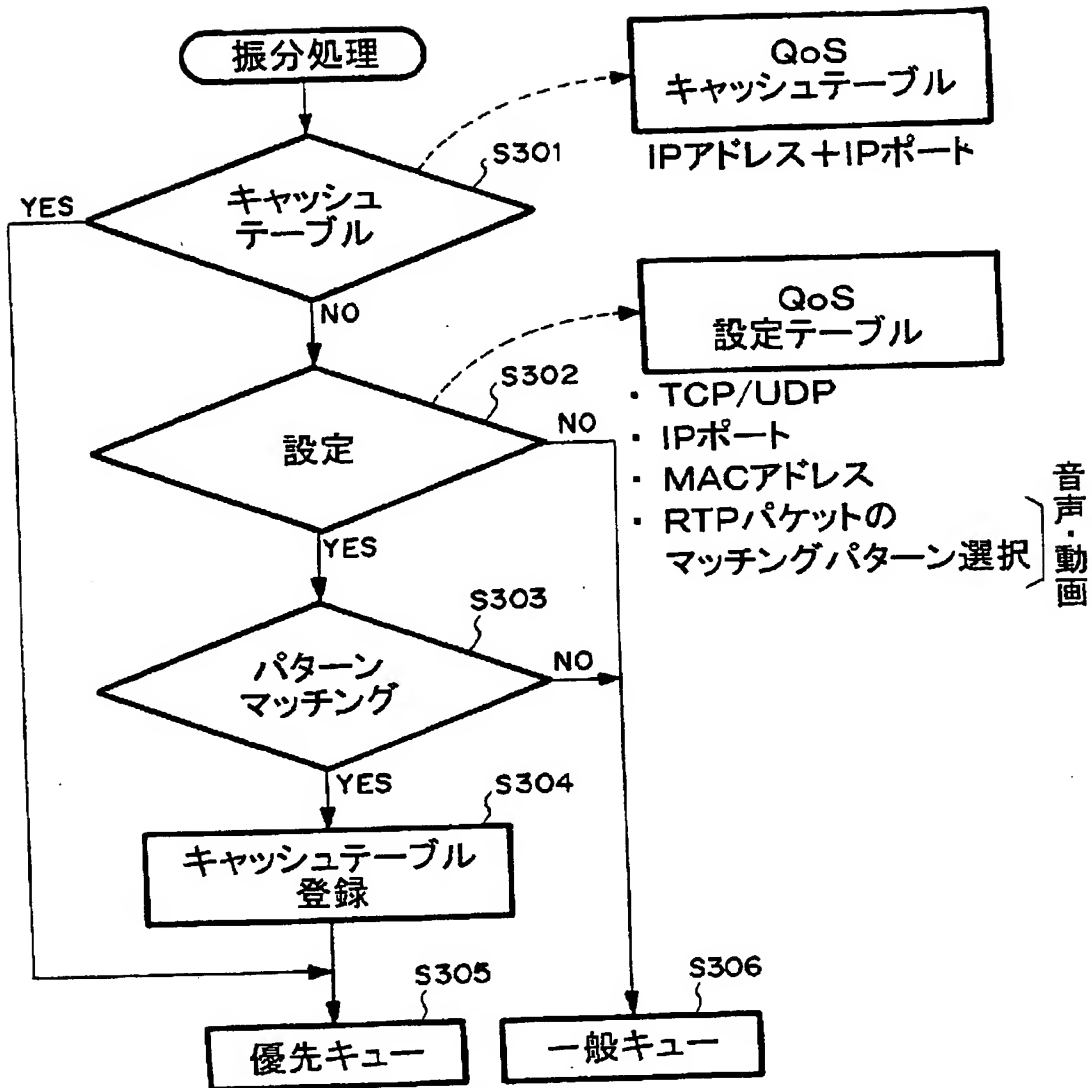 振分処理
QoS
キャッシュテーブル
IPアドレス+IPポート
S301
YES
キャッシュ
テーブル
NO
QoS
設定テーブル
S302
NO
設定
・ TCP/UDP
・ IPポート
・ MACアドレス
・ RTPパケットの
マッチングパターン選択
音声・動画
YES
S303
NO
パターン
マッチング
YES
S304
キャッシュテーブル
登録
S305
S306
優先キュー
一般キュー